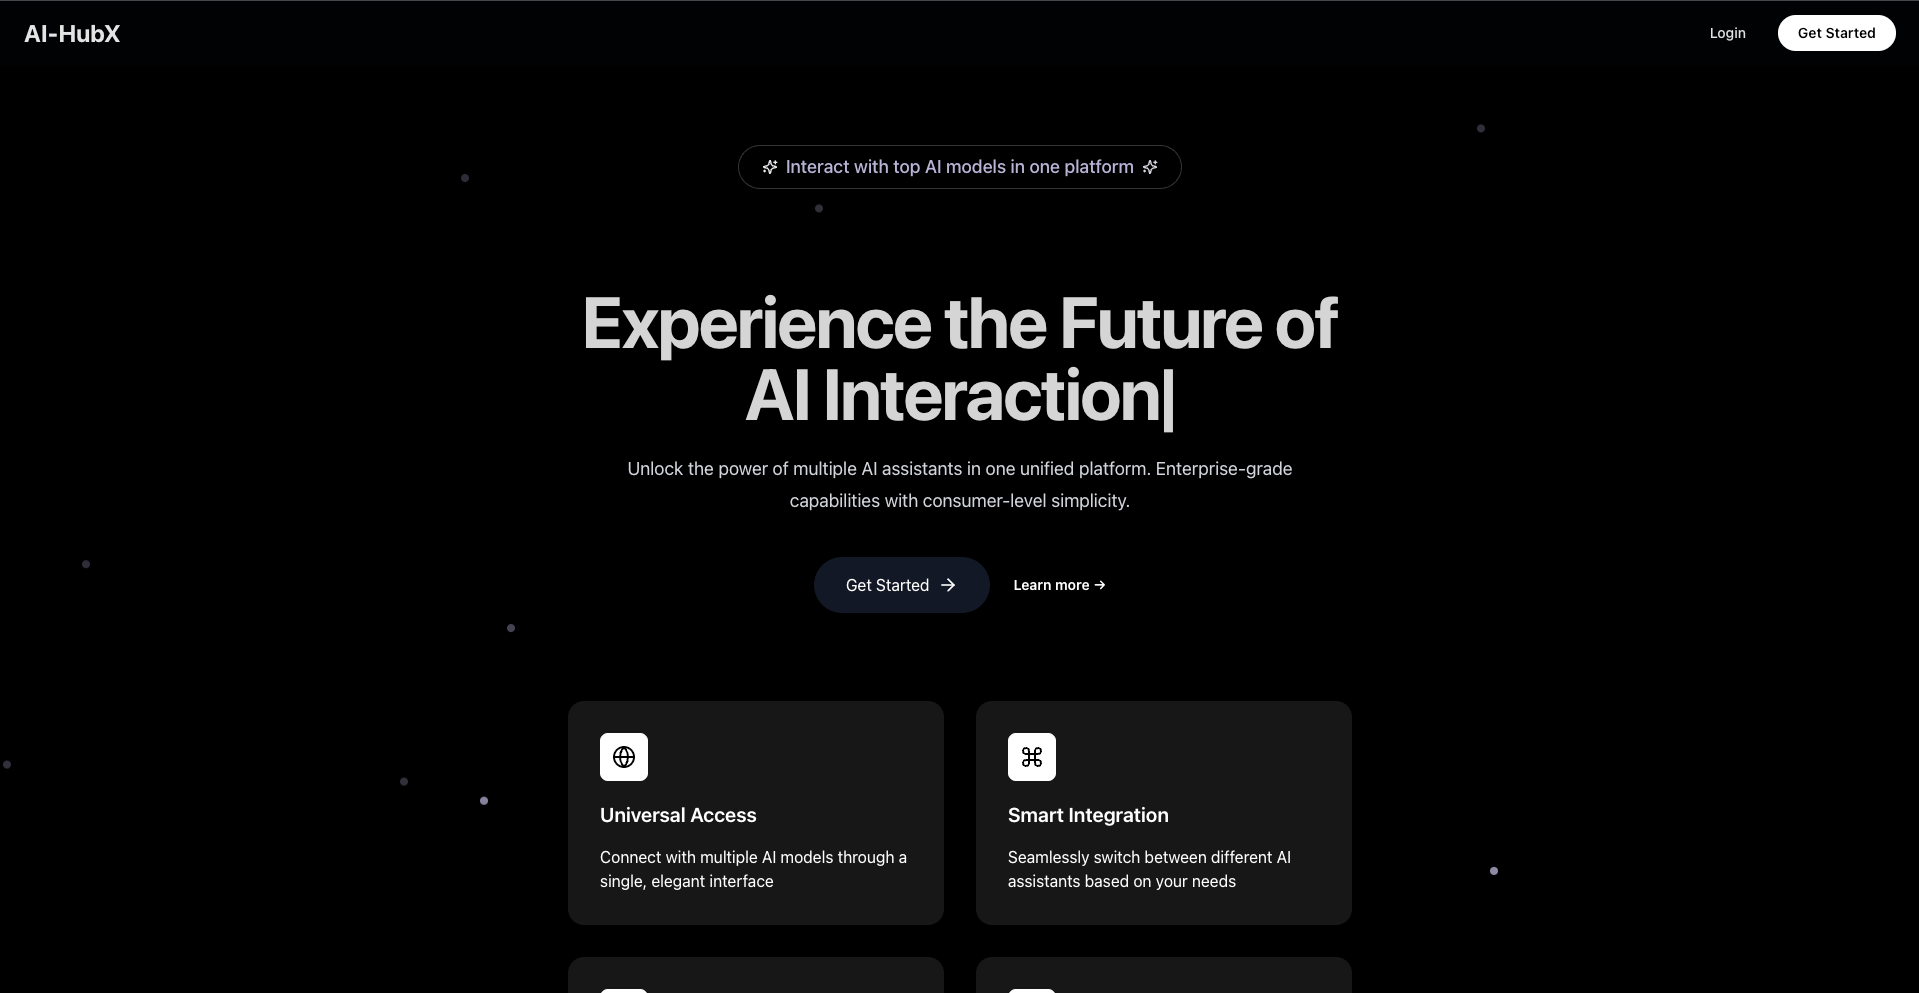 AI-HubX
Login
Get Started
Interact with top AI models in one platform
Experience the Future of
AI Interaction|
Unlock the power of multiple AI assistants in one unified platform. Enterprise-grade
capabilities with consumer-level simplicity.
Get Started →
Learn more →
Universal Access
Connect with multiple AI models through a
single, elegant interface
Smart Integration
Seamlessly switch between different AI
assistants based on your needs